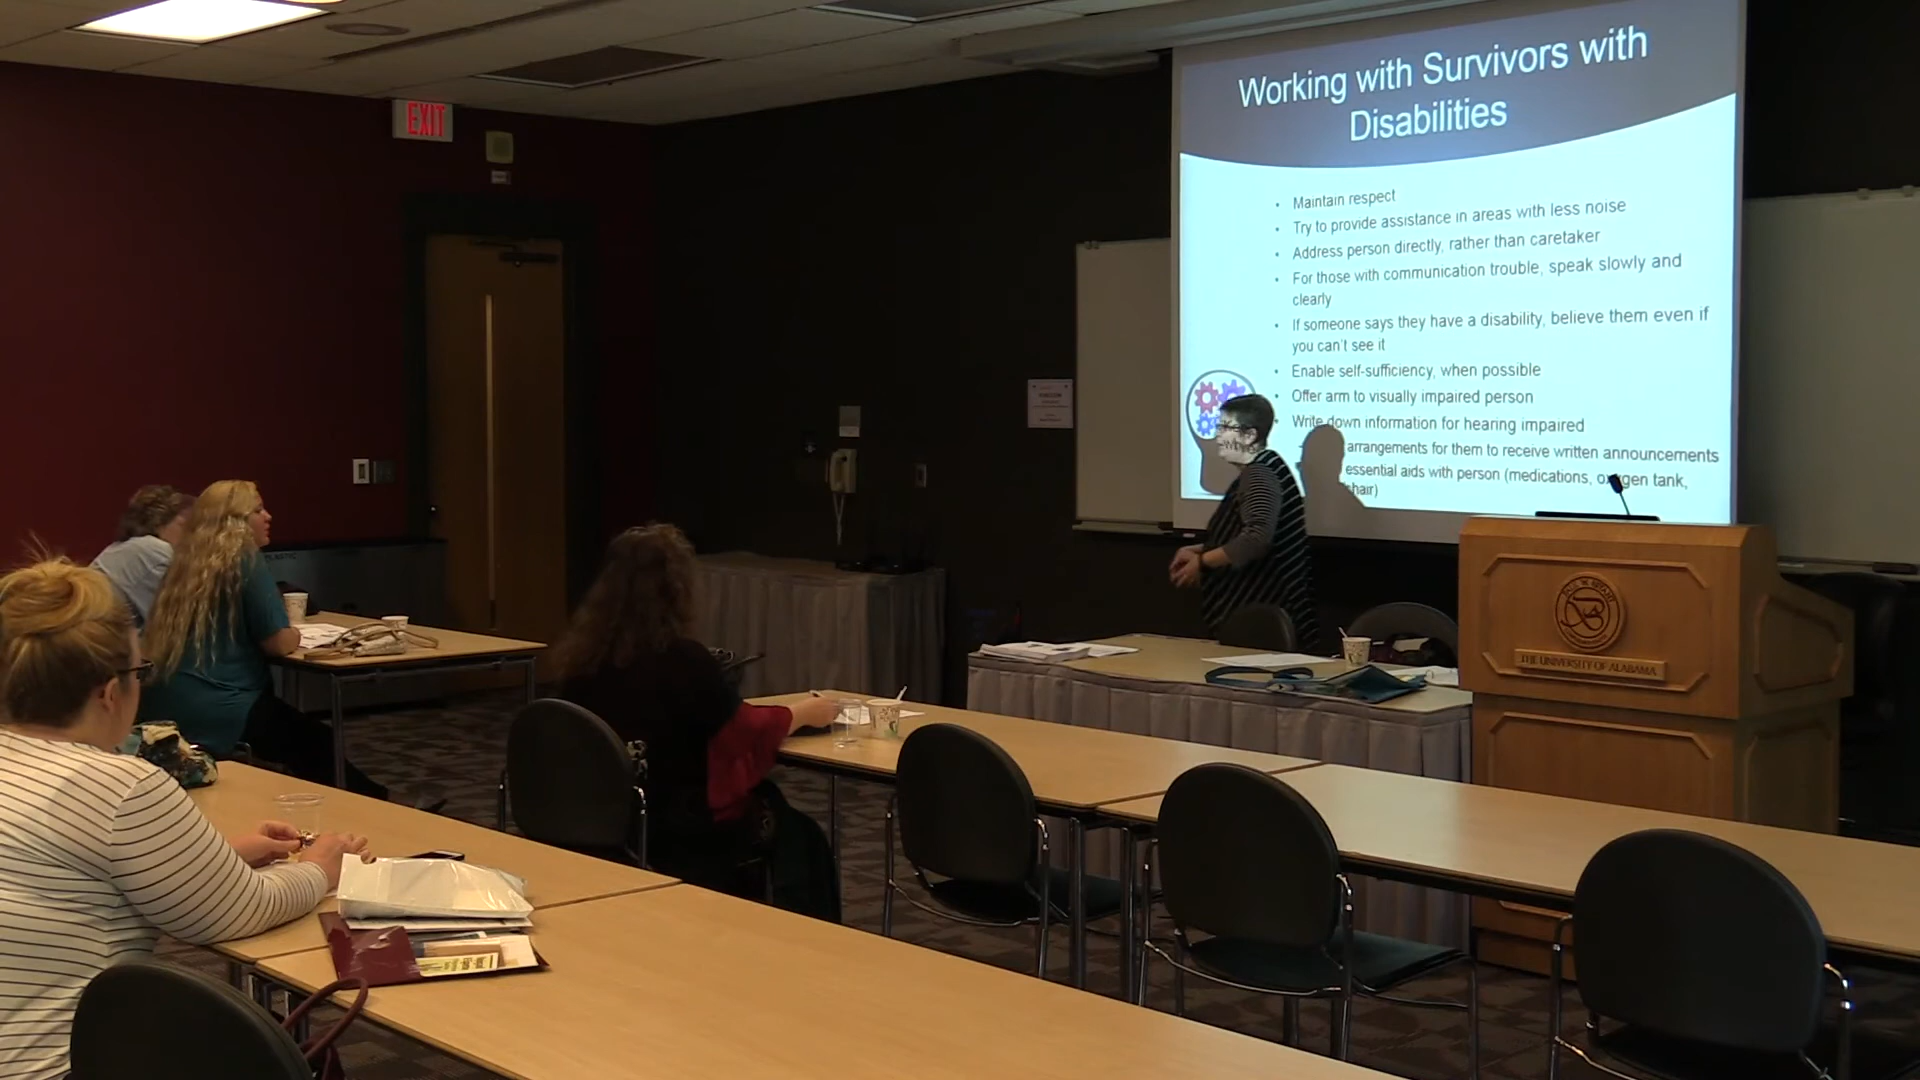 EXIT
Working with Survivors with
Disabilities
• Maintain respect
• Try to provide assistance in areas with less noise
• Address person directly, rather than caretaker
• For those with communication trouble, speak slowly and
clearly
• If someone says they have a disability, believe them even if
you can't see it
• Enable self-sufficiency, when possible
• Offer arm to visually impaired person
• Write down information for hearing impaired
arrangements for them to receive written announcements
essential aids with person (medications, oxygen tank,
hair)
THE UNIVERSITY OF ALABAMA